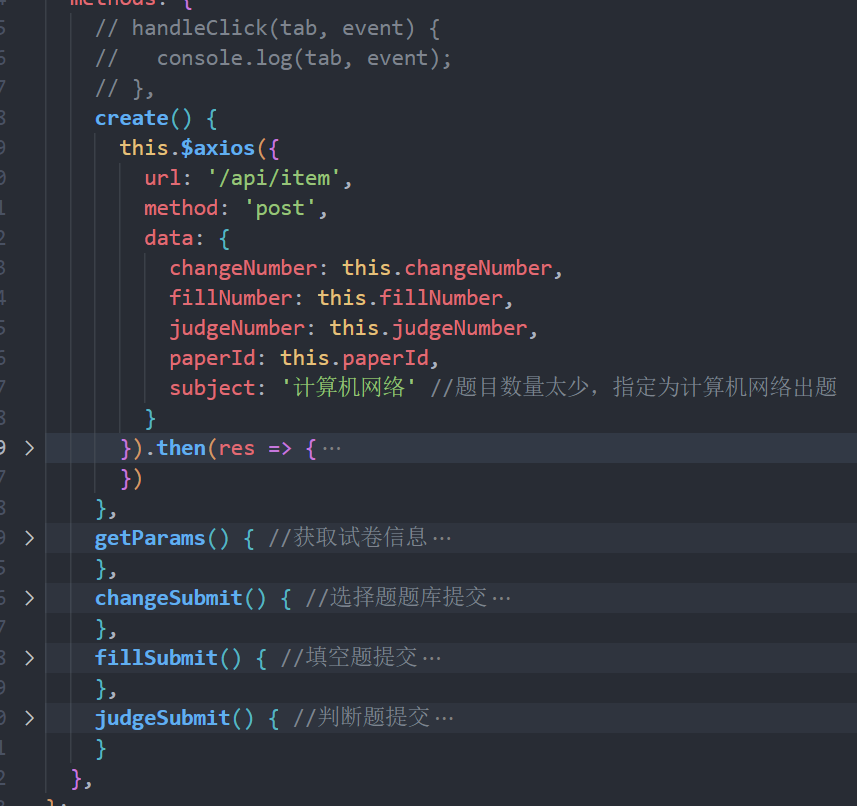 methods: {
// handleClick(tab, event) {
//   console.log(tab, event);
// },
create() {
this.$axios({
url: '/api/item',
method: 'post',
data: {
changeNumber: this.changeNumber,
fillNumber: this.fillNumber,
judgeNumber: this.judgeNumber,
paperId: this.paperId,
subject: '计算机网络' //题目数量太少，指定为计算机网络出题
}
}).then(res => {…
})
},
getParams() { //获取试卷信息…
},
changeSubmit() { //选择题题库提交…
},
fillSubmit() { //填空题提交…
},
judgeSubmit() { //判断题提交…
}
},